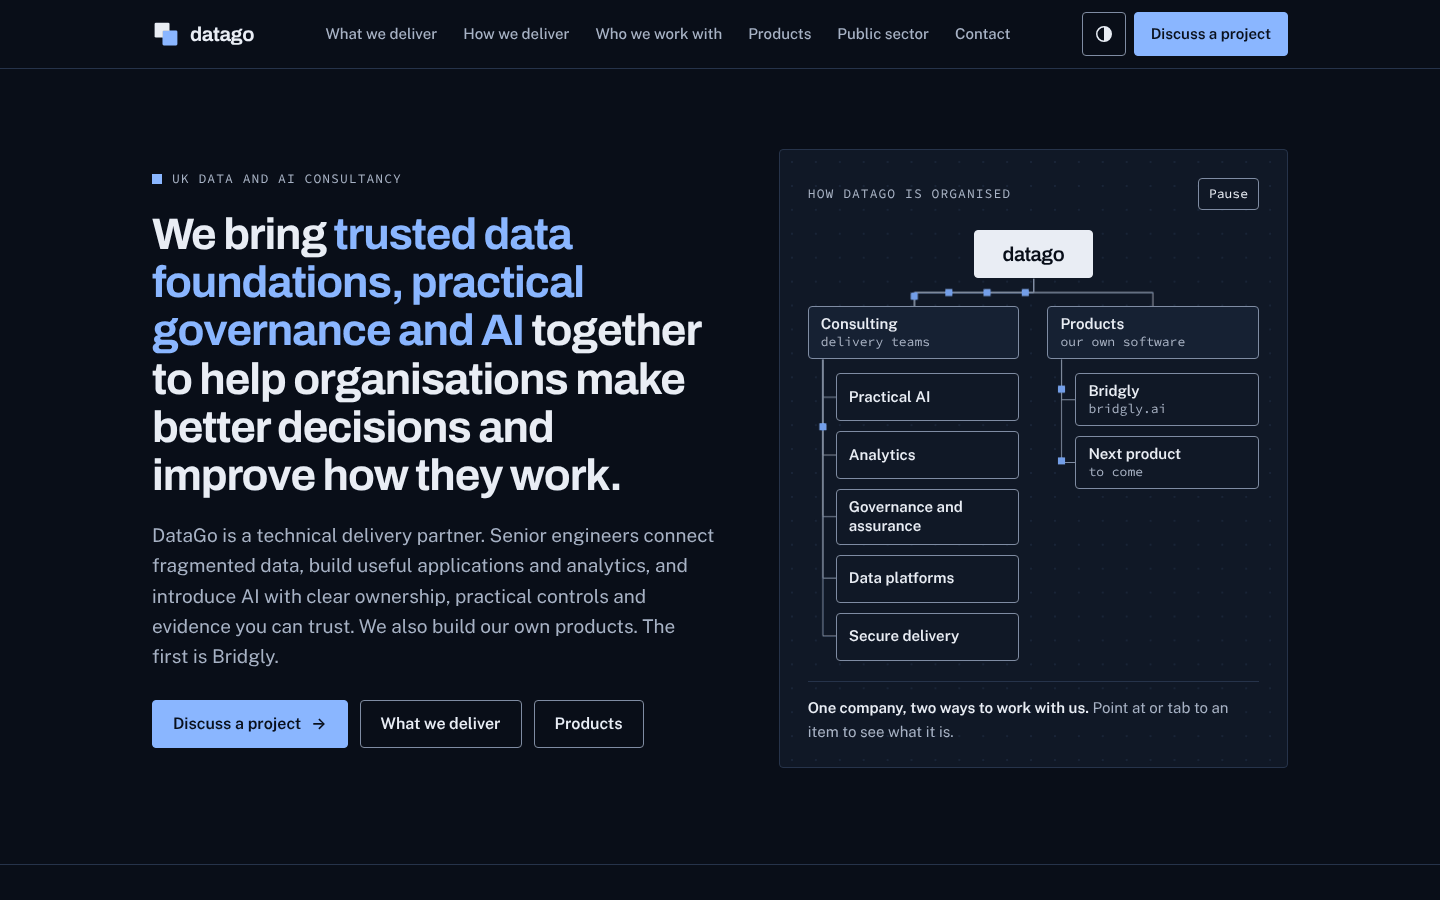 datago
What we deliver
How we deliver
Who we work with
Products
Public sector
Contact
Discuss a project
UK DATA AND AI CONSULTANCY
We bring trusted data
foundations, practical
governance and AI together
to help organisations make
better decisions and
improve how they work.
DataGo is a technical delivery partner. Senior engineers connect
fragmented data, build useful applications and analytics, and
introduce AI with clear ownership, practical controls and
evidence you can trust. We also build our own products. The
first is Bridgly.
Discuss a project →
What we deliver
Products
HOW DATAGO IS ORGANISED
Pause
datago
Consulting
delivery teams
Practical AI
Analytics
Governance and
assurance
Data platforms
Secure delivery
Products
our own software
Bridgly
bridgly.ai
Next product
to come
One company, two ways to work with us. Point at or tab to an
item to see what it is.